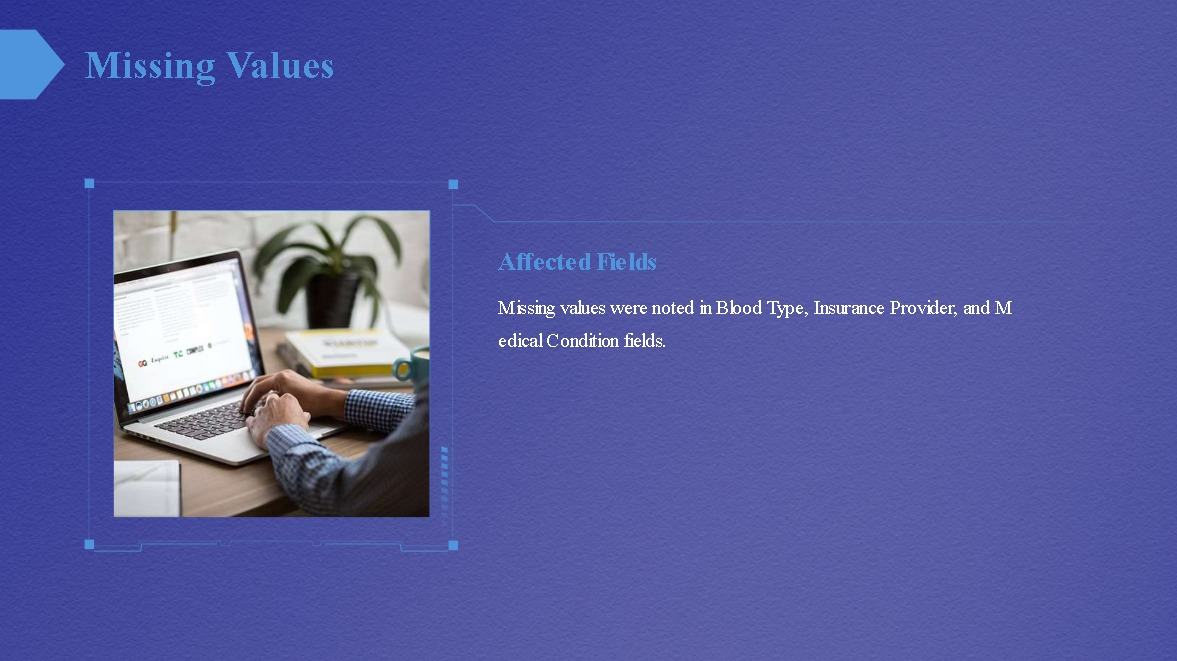 Missing Values
Affected Fields
Missing values were noted in Blood Type, Insurance Provider, and M
edical Condition fields.